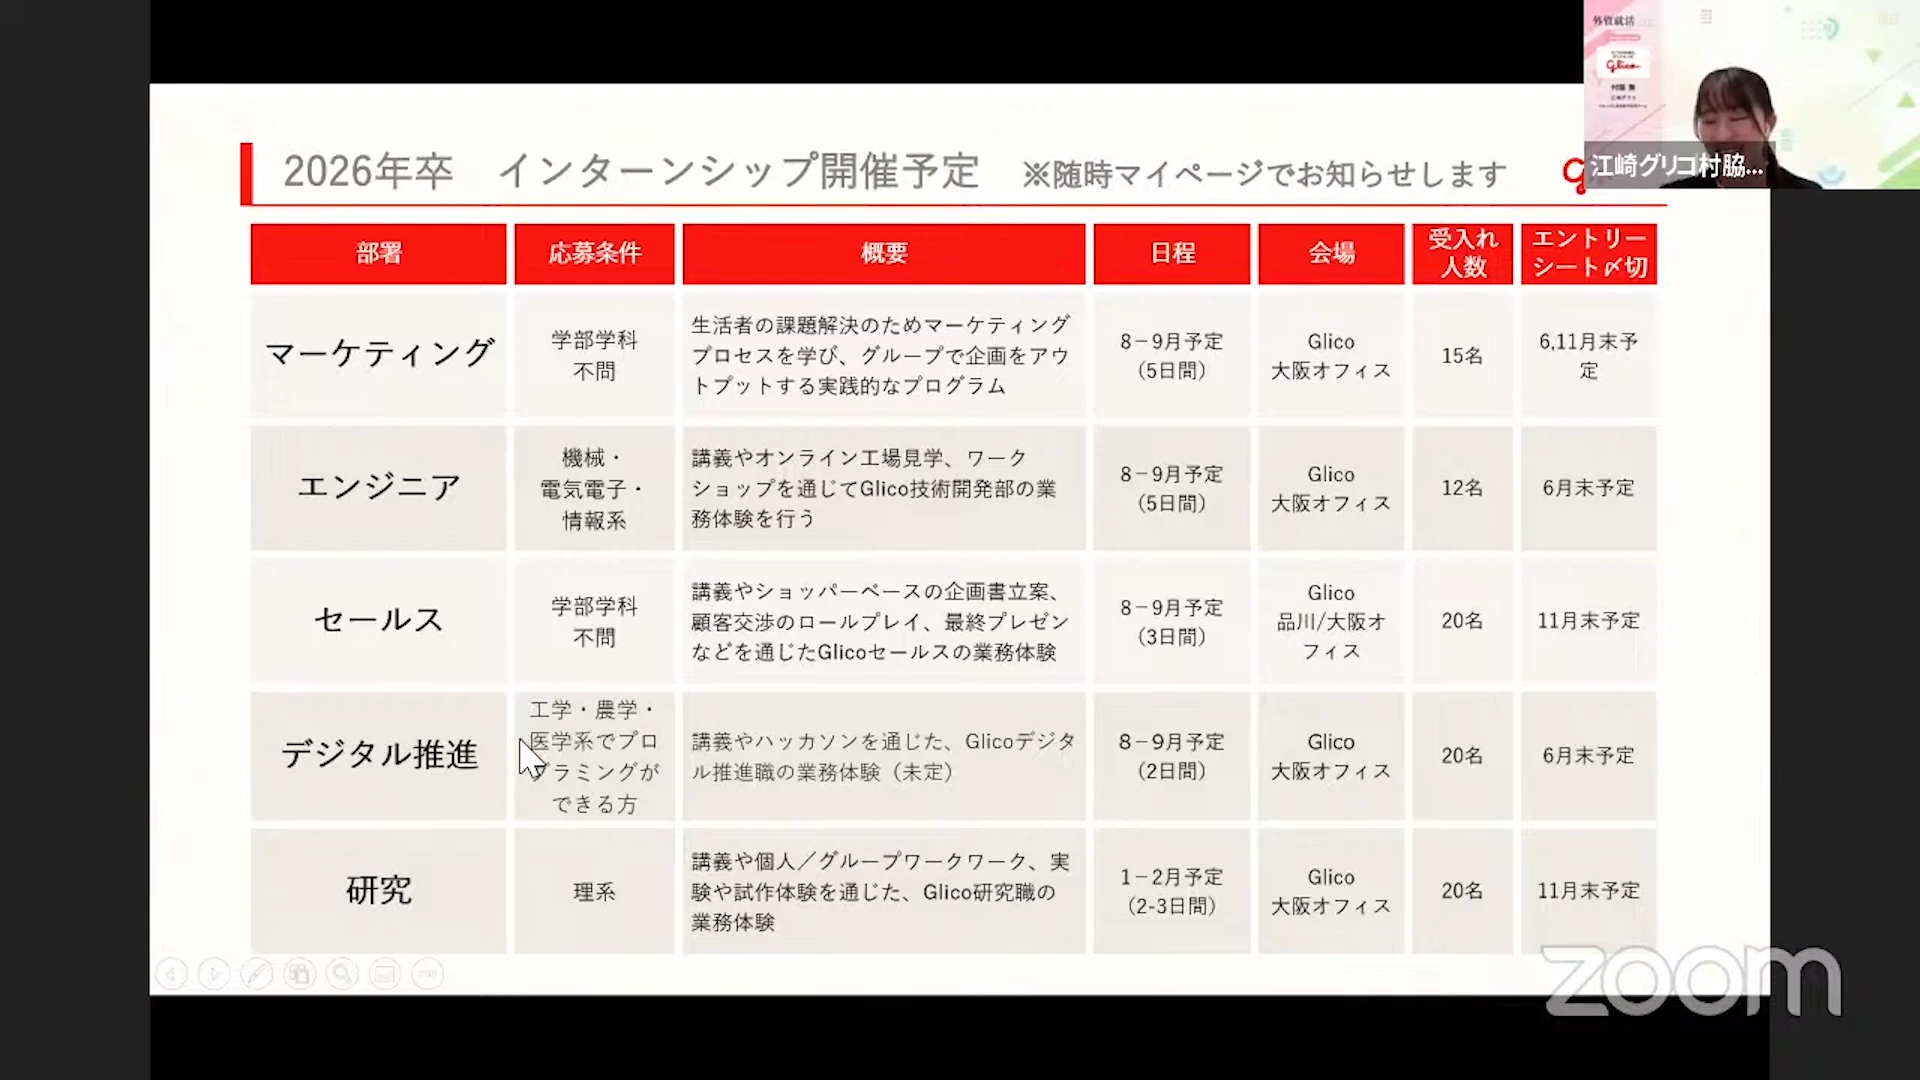 外資就活
Glico
江崎グリコ村脇...
2026年卒 インターンシップ開催予定 ※随時マイページでお知らせします
部署
応募条件
概要
日程
会場
受入れ
人数
エントリー
シート〆切
マーケティング
学部学科
不問
生活者の課題解決のためマーケティング
プロセスを学び、グループで企画をアウ
トプットする実践的なプログラム
8－9月予定
（5日間）
Glico
大阪オフィス
15名
6,11月末予
定
エンジニア
機械・
電気電子・
情報系
講義やオンライン工場見学、ワーク
ショップを通じてGlico技術開発部の業
務体験を行う
8－9月予定
（5日間）
Glico
大阪オフィス
12名
6月末予定
セールス
学部学科
不問
講義やショッパーベースの企画書立案、
顧客交渉のロールプレイ、最終プレゼン
などを通じたGlicoセールスの業務体験
8－9月予定
（3日間）
Glico
品川/大阪オ
フィス
20名
11月末予定
デジタル推進
工学・農学・
医学系でプロ
グラミングが
できる方
講義やハッカソンを通じた、Glicoデジタ
ル推進職の業務体験（未定）
8－9月予定
（2日間）
Glico
大阪オフィス
20名
6月末予定
研究
理系
講義や個人／グループワークワーク、実
験や試作体験を通じた、Glico研究職の
業務体験
1－2月予定
（2-3日間）
Glico
大阪オフィス
20名
11月末予定
zoom